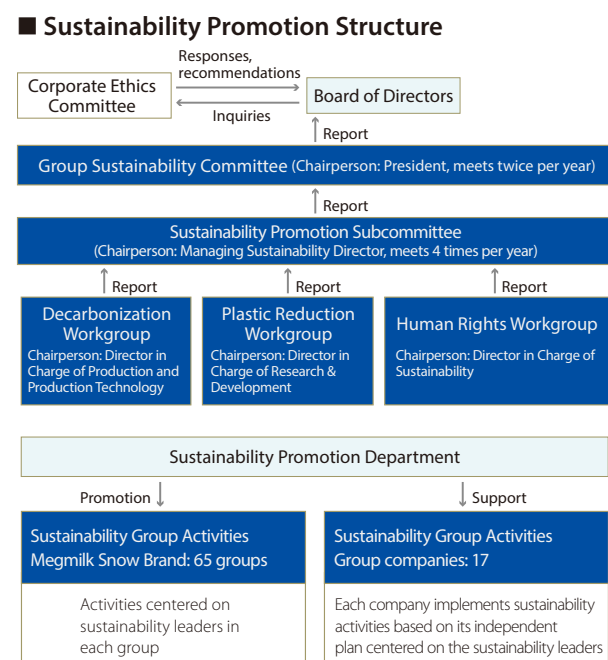 ■ Sustainability Promotion Structure
Responses,
recommendations
Corporate Ethics
Committee
Board of Directors
Inquiries
Report
Group Sustainability Committee (Chairperson: President, meets twice per year)
Report
Sustainability Promotion Subcommittee
(Chairperson: Managing Sustainability Director, meets 4 times per year)
Report
Report
Report
Decarbonization
Workgroup
Chairperson: Director in
Charge of Production and
Production Technology
Plastic Reduction
Workgroup
Chairperson: Director in
Charge of Research &
Development
Human Rights Workgroup
Chairperson: Director in Charge of
Sustainability
Sustainability Promotion Department
Promotion
Support
Sustainability Group Activities
Megmilk Snow Brand: 65 groups
Activities centered on
sustainability leaders in
each group
Sustainability Group Activities
Group companies: 17
Each company implements sustainability
activities based on its independent
plan centered on the sustainability leaders